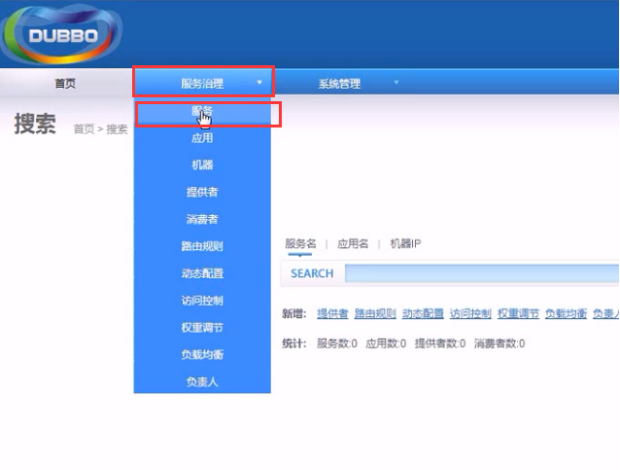 DUBBO
首页 服务治理 系统管理
搜索 首页 > 搜索
服务
应用
机器
提供者
消费者
路由规则
动态配置
访问控制
权重调节
负载均衡
负责人
服务名 | 应用名 | 机器IP
SEARCH
新增: 提供者 路由规则 动态配置 访问控制 权重调节 负载均衡 负责人
统计: 服务数:0 应用数:0 提供者数:0 消费者数:0